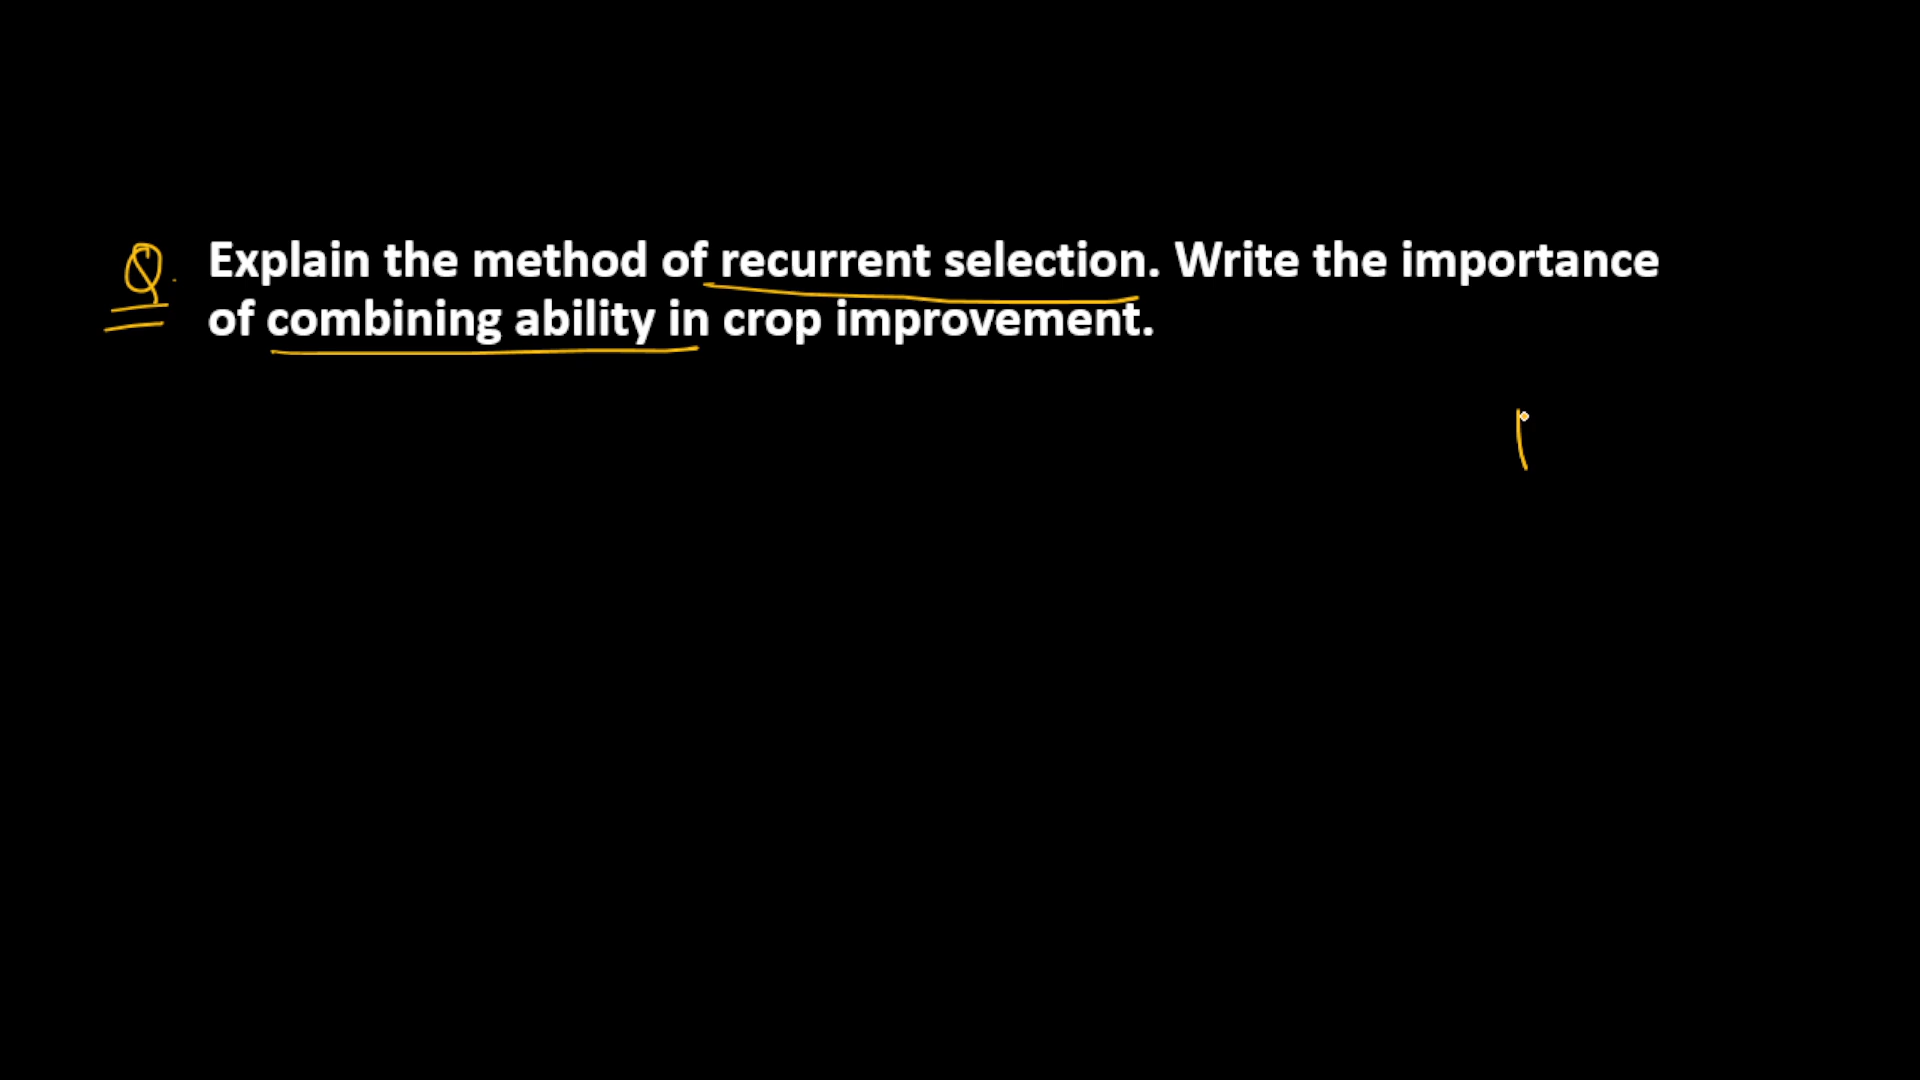 Q. Explain the method of recurrent selection. Write the importance
of combining ability in crop improvement.